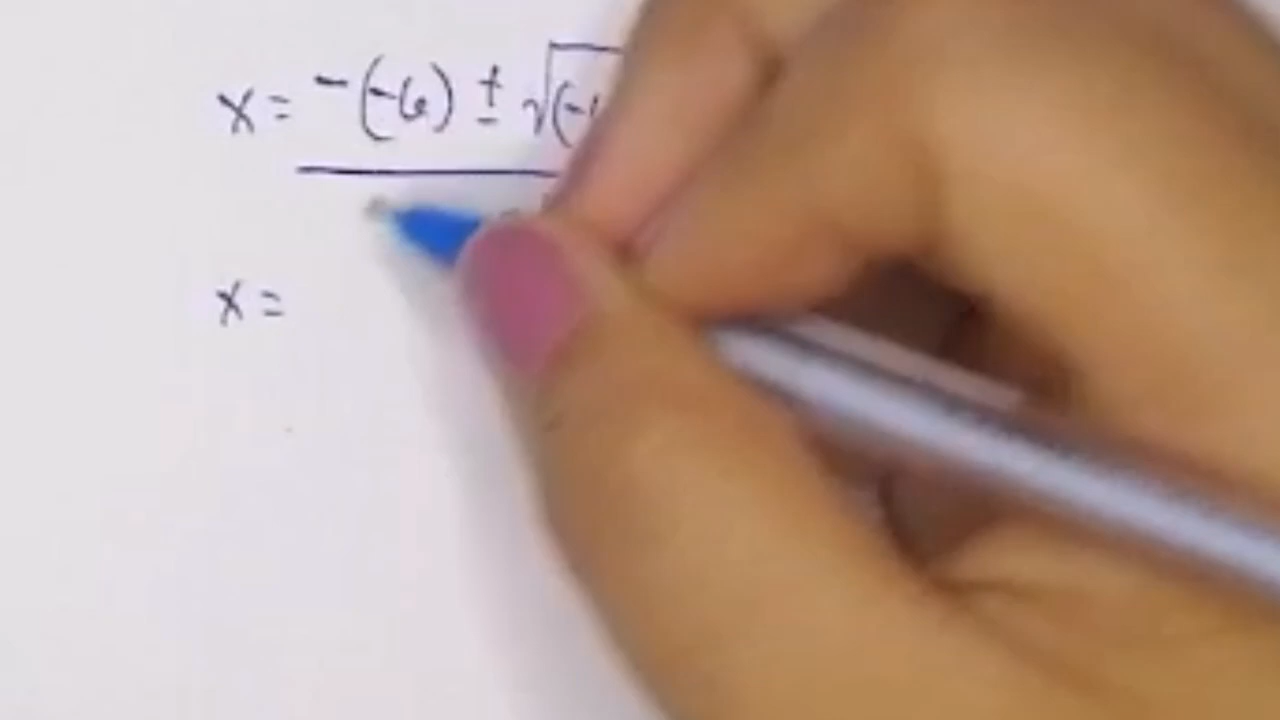 x = -(-6) ± √(-
x =